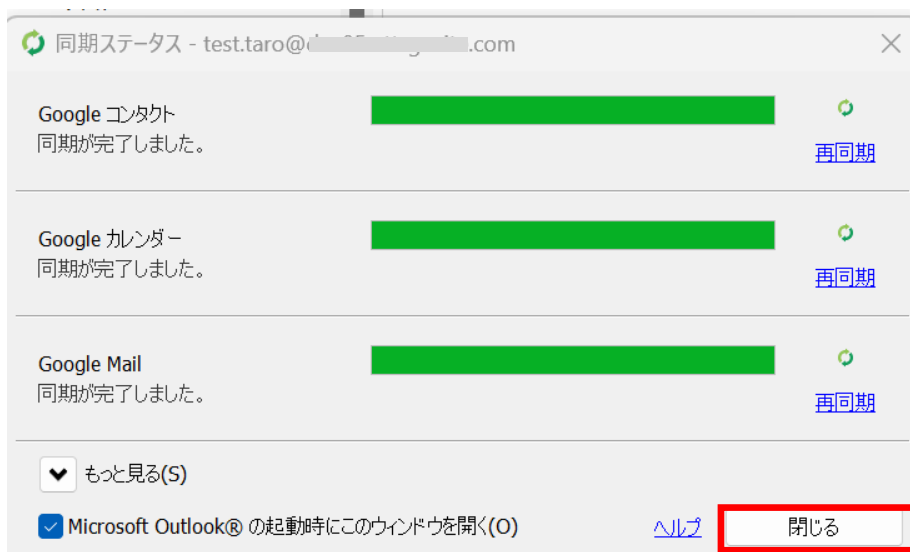 同期ステータス - test.taro@ .com
Google コンタクト
同期が完了しました。
再同期
Google カレンダー
同期が完了しました。
再同期
Google Mail
同期が完了しました。
再同期
もっと見る(S)
Microsoft Outlook® の起動時にこのウィンドウを開く(O)
ヘルプ
閉じる